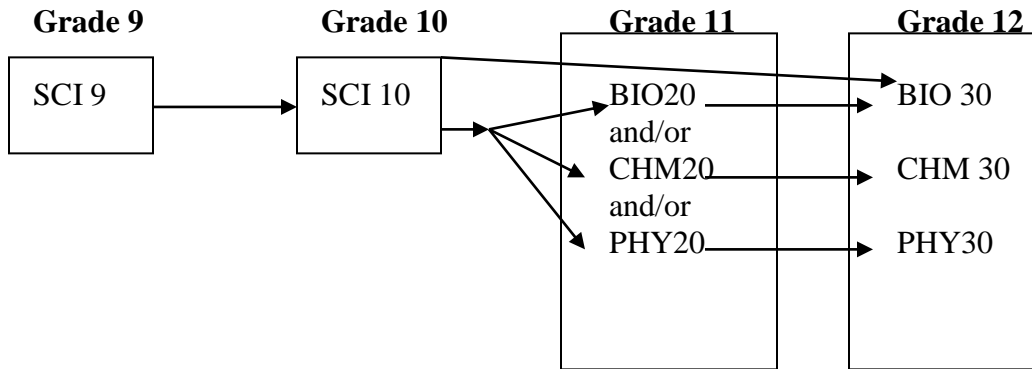 Grade 9
Grade 10
Grade 11
Grade 12
SCI 9
SCI 10
BIO20
and/or
CHM20
and/or
PHY20
BIO 30
CHM 30
PHY30